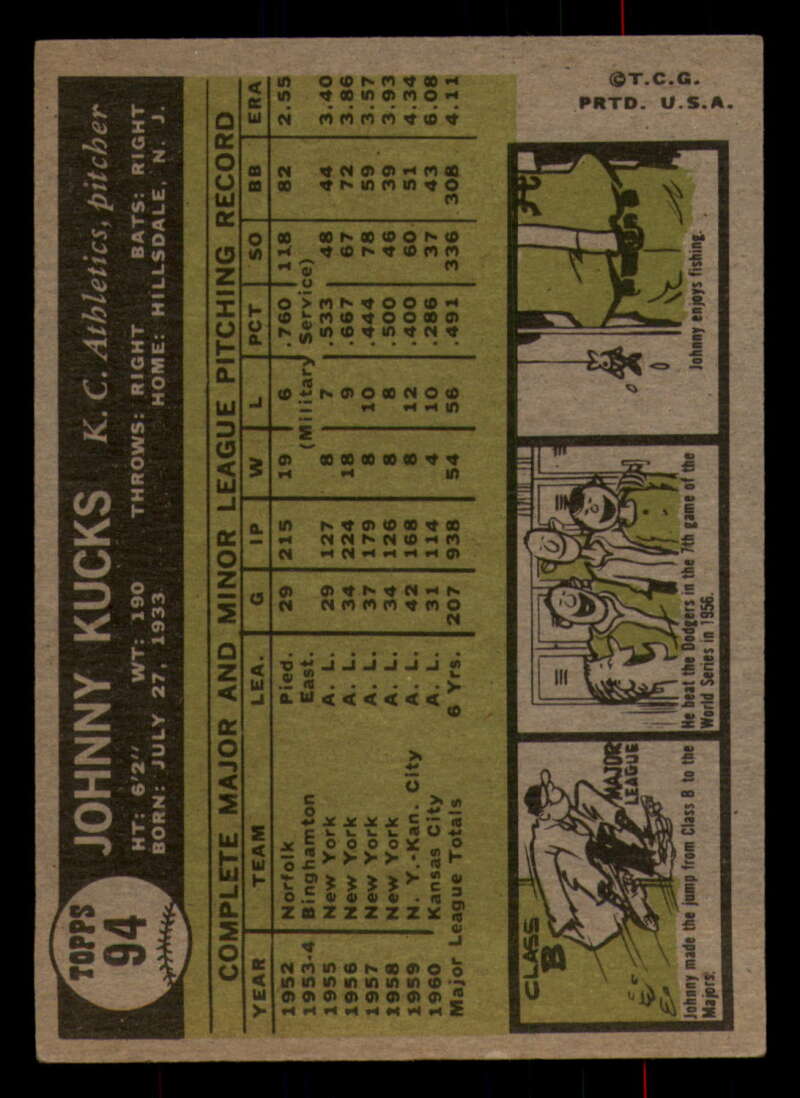 TOPPS
94
JOHNNY KUCKS K. C. Athletics, pitcher
HT: 6'2" WT: 190 THROWS: RIGHT BATS: RIGHT
BORN: JULY 27, 1933 HOME: HILLSDALE, N. J.
COMPLETE MAJOR AND MINOR LEAGUE PITCHING RECORD
YEAR TEAM LEA. G IP W L PCT SO BB ERA
1952 Norfolk Pied. 29 215 19 6 .760 118 82 2.55
1953-4 Binghamton East. (Military Service)
1955 New York A. L. 29 127 8 7 .533 48 44 3.40
1956 New York A. L. 34 224 18 9 .667 67 72 3.86
1957 New York A. L. 37 179 8 10 .444 78 59 3.57
1958 New York A. L. 34 126 8 8 .500 46 39 3.93
1959 N. Y.-Kan. City A. L. 42 168 8 12 .400 60 51 4.34
1960 Kansas City A. L. 31 114 4 10 .286 37 43 6.08
Major League Totals 6 Yrs. 207 938 54 56 .491 336 308 4.11
CLASS
B
MAJOR
LEAGUE
Johnny made the jump from Class B to the
Majors.
He beat the Dodgers in the 7th game of the
World Series in 1956.
Johnny enjoys fishing.
©T.C.G.
PRTD. U.S.A.